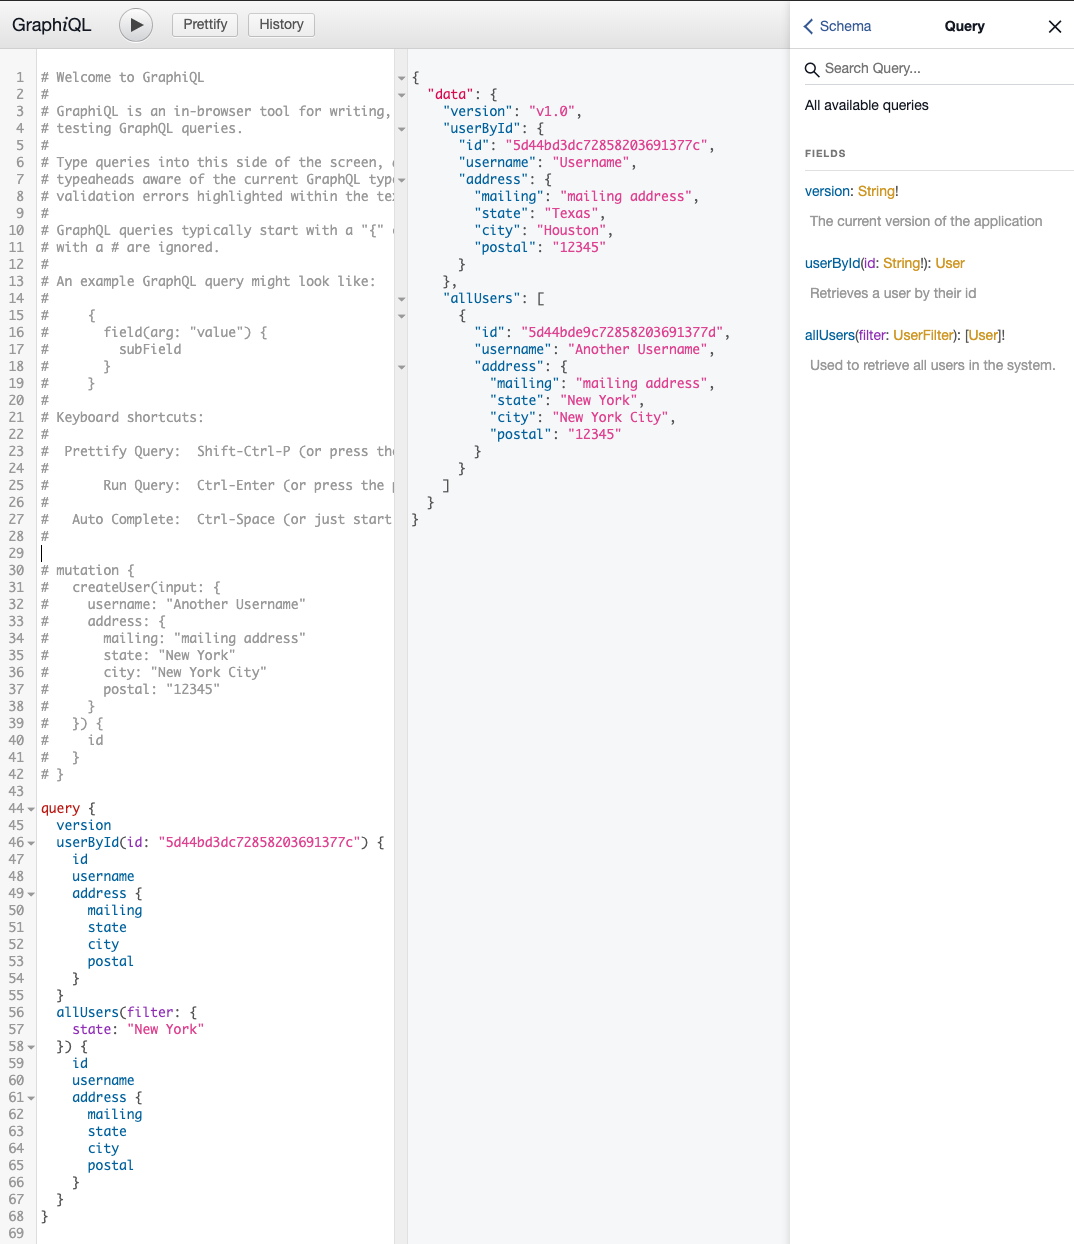 GraphiQL
Prettify
History
1 # Welcome to GraphiQL
2 #
3 # GraphiQL is an in-browser tool for writing,
4 # testing GraphQL queries.
5 #
6 # Type queries into this side of the screen,
7 # typeaheads aware of the current GraphQL typ
8 # validation errors highlighted within the te
9 #
10 # GraphQL queries typically start with a "{"
11 # with a # are ignored.
12 #
13 # An example GraphQL query might look like:
14 #
15 #     {
16 #       field(arg: "value") {
17 #         subField
18 #       }
19 #     }
20 #
21 # Keyboard shortcuts:
22 #
23 #  Prettify Query:  Shift-Ctrl-P (or press the
24 #
25 #       Run Query:  Ctrl-Enter (or press the p
26 #
27 #   Auto Complete:  Ctrl-Space (or just start
28 #
29
30 # mutation {
31 #   createUser(input: {
32 #     username: "Another Username"
33 #     address: {
34 #       mailing: "mailing address"
35 #       state: "New York"
36 #       city: "New York City"
37 #       postal: "12345"
38 #     }
39 #   }) {
40 #     id
41 #   }
42 # }
43
44 query {
45   version
46   userById(id: "5d44bd3dc72858203691377c") {
47     id
48     username
49     address {
50       mailing
51       state
52       city
53       postal
54     }
55   }
56   allUsers(filter: {
57     state: "New York"
58   }) {
59     id
60     username
61     address {
62       mailing
63       state
64       city
65       postal
66     }
67   }
68 }
69
{
  "data": {
    "version": "v1.0",
    "userById": {
      "id": "5d44bd3dc72858203691377c",
      "username": "Username",
      "address": {
        "mailing": "mailing address",
        "state": "Texas",
        "city": "Houston",
        "postal": "12345"
      }
    },
    "allUsers": [
      {
        "id": "5d44bde9c72858203691377d",
        "username": "Another Username",
        "address": {
          "mailing": "mailing address",
          "state": "New York",
          "city": "New York City",
          "postal": "12345"
        }
      }
    ]
  }
}
Schema
Query
Search Query...
All available queries
FIELDS
version: String!
The current version of the application
userById(id: String!): User
Retrieves a user by their id
allUsers(filter: UserFilter): [User]!
Used to retrieve all users in the system.